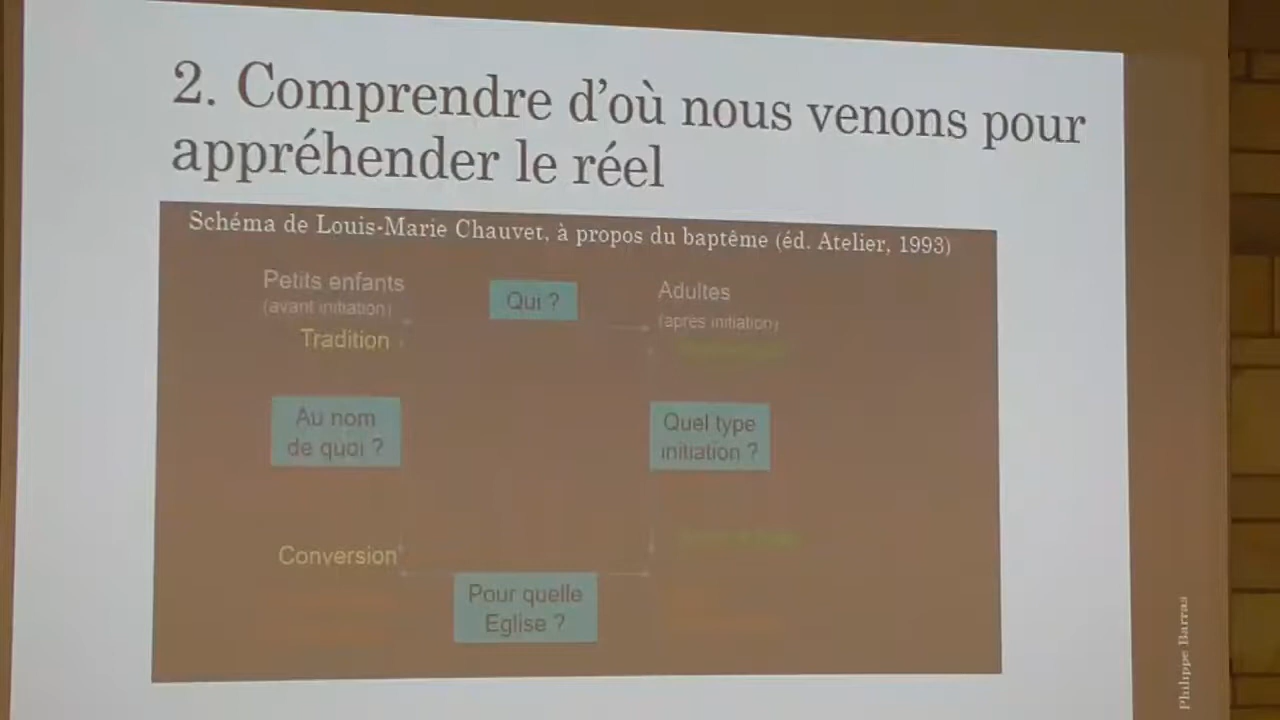 2. Comprendre d'où nous venons pour
appréhender le réel
Schéma de Louis-Marie Chauvet, à propos du baptême (éd. Atelier, 1993)
Petits enfants
(avant initiation)
Tradition
Qui ?
Adultes
(après initiation)
Au nom
de quoi ?
Quel type
initiation ?
Conversion
Pour quelle
Eglise ?
Philippe Barras